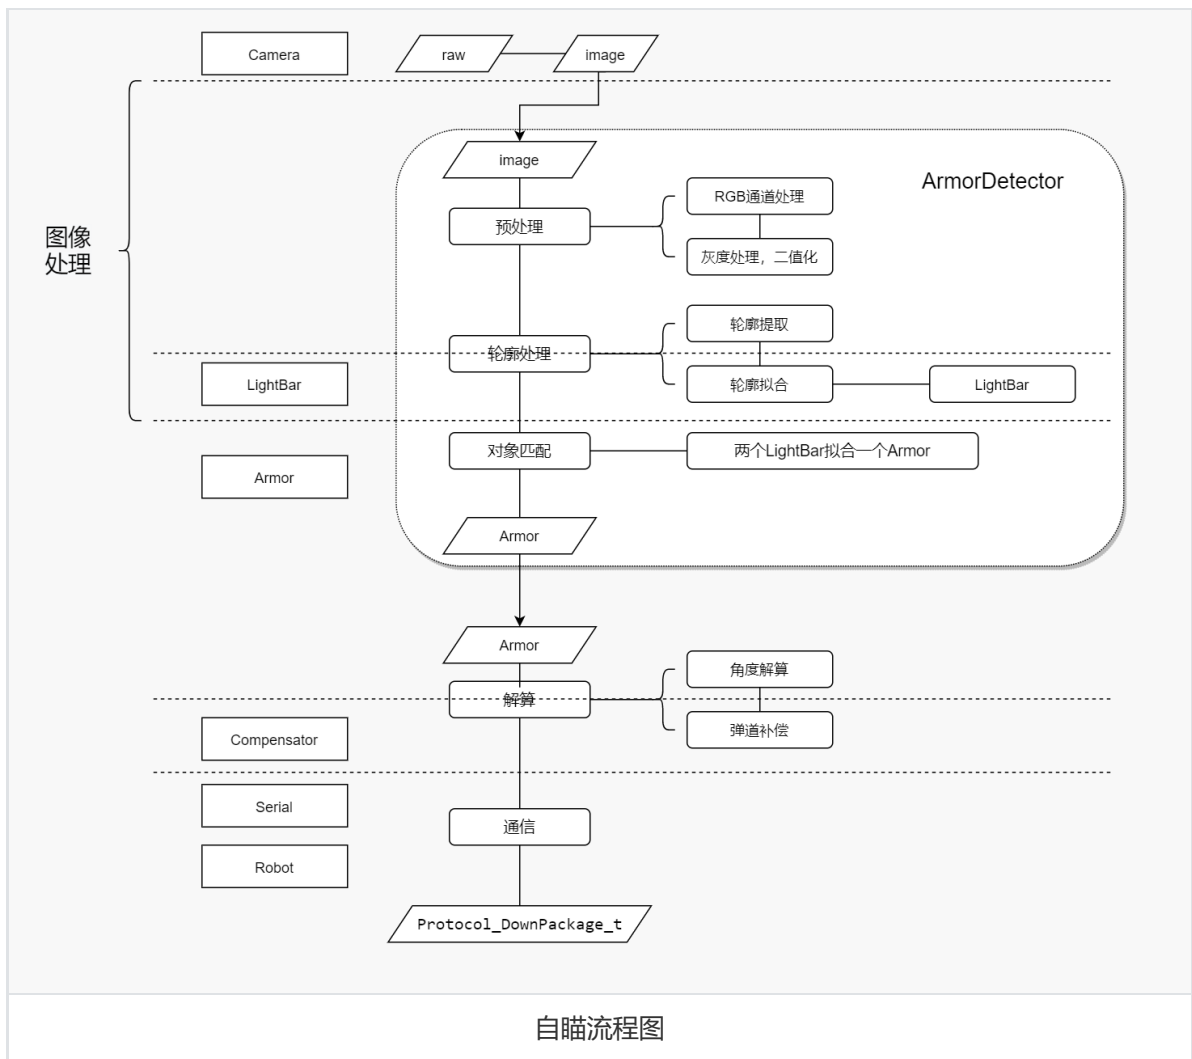 Camera
raw
image
image
ArmorDetector
RGB通道处理
预处理
图像
处理
灰度处理，二值化
轮廓提取
轮廓处理
LightBar
轮廓拟合
LightBar
对象匹配
两个LightBar拟合一个Armor
Armor
Armor
Armor
角度解算
解算
弹道补偿
Compensator
Serial
通信
Robot
Protocol_DownPackage_t
自瞄流程图